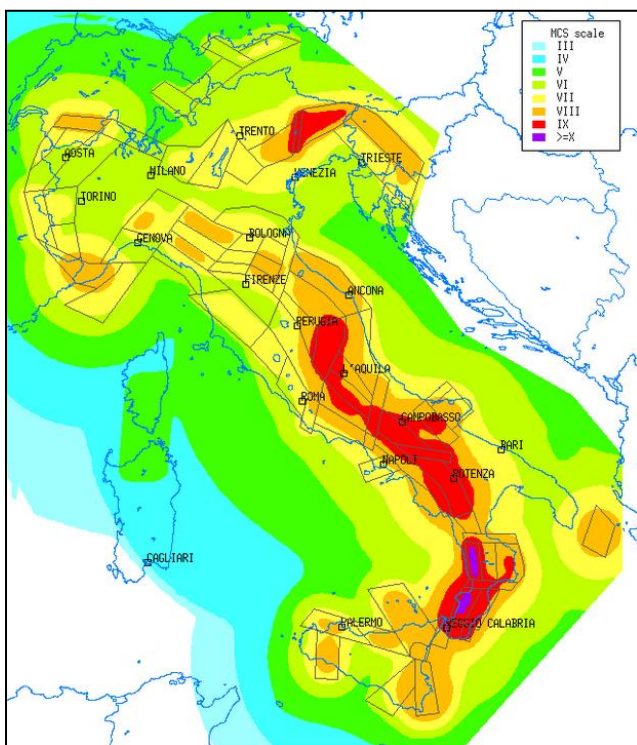 MCS scale
III
IV
V
VI
VII
VIII
IX
>=X
TRENTO
AOSTA
TRIESTE
MILANO
VENEZIA
TORINO
BOLOGNA
GENOVA
FIRENZE
ANCONA
PERUGIA
L'AQUILA
ROMA
CAMPOBASSO
BARI
NAPOLI
POTENZA
CAGLIARI
PALERMO
REGGIO CALABRIA